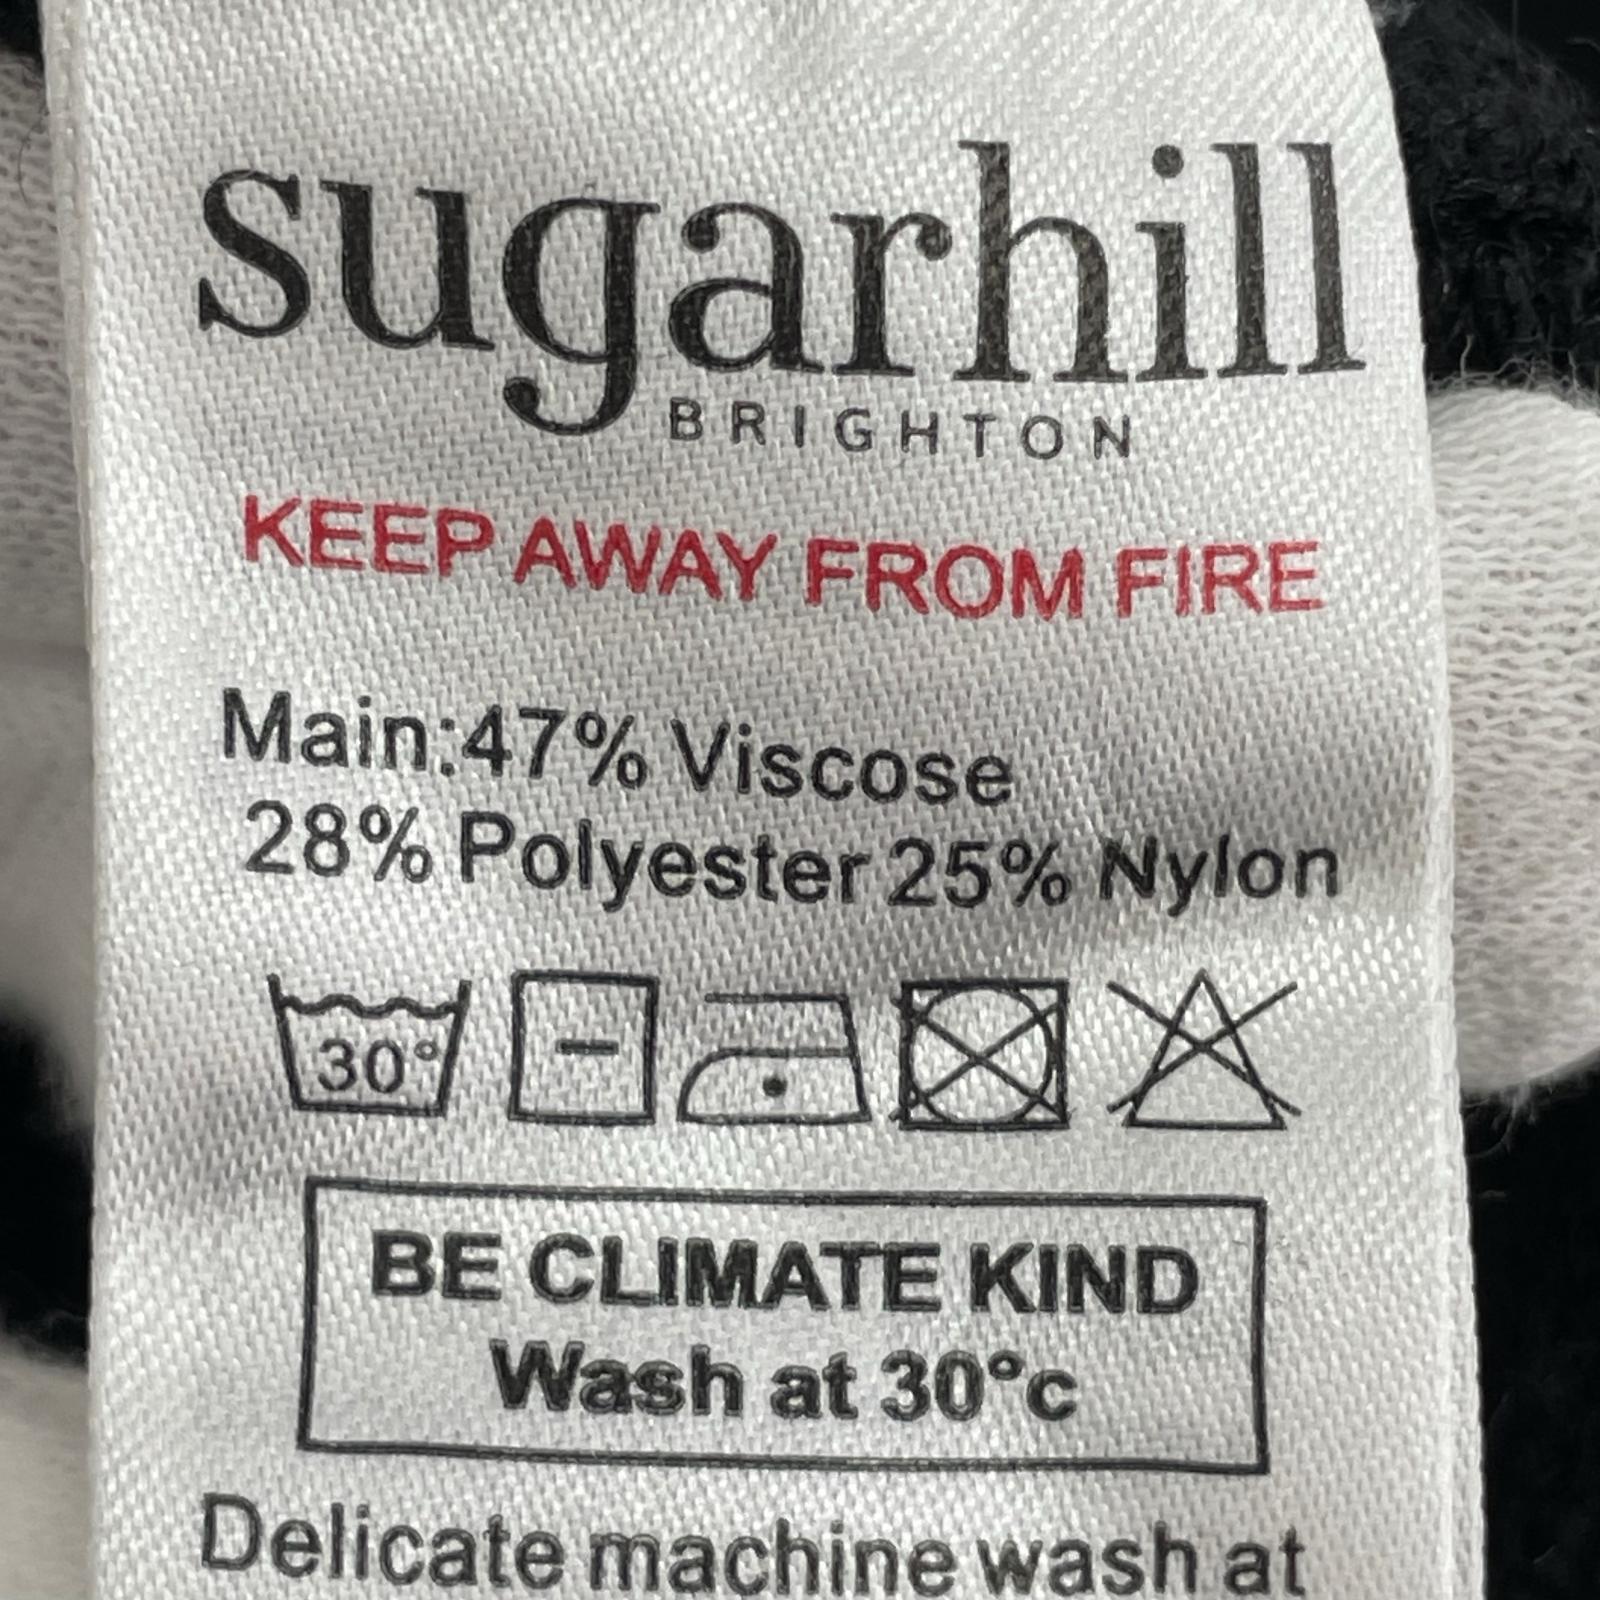 sugarhill
BRIGHTON
KEEP AWAY FROM FIRE
Main:47% Viscose
28% Polyester 25% Nylon
30°
BE CLIMATE KIND
Wash at 30°c
Delicate machine wash at